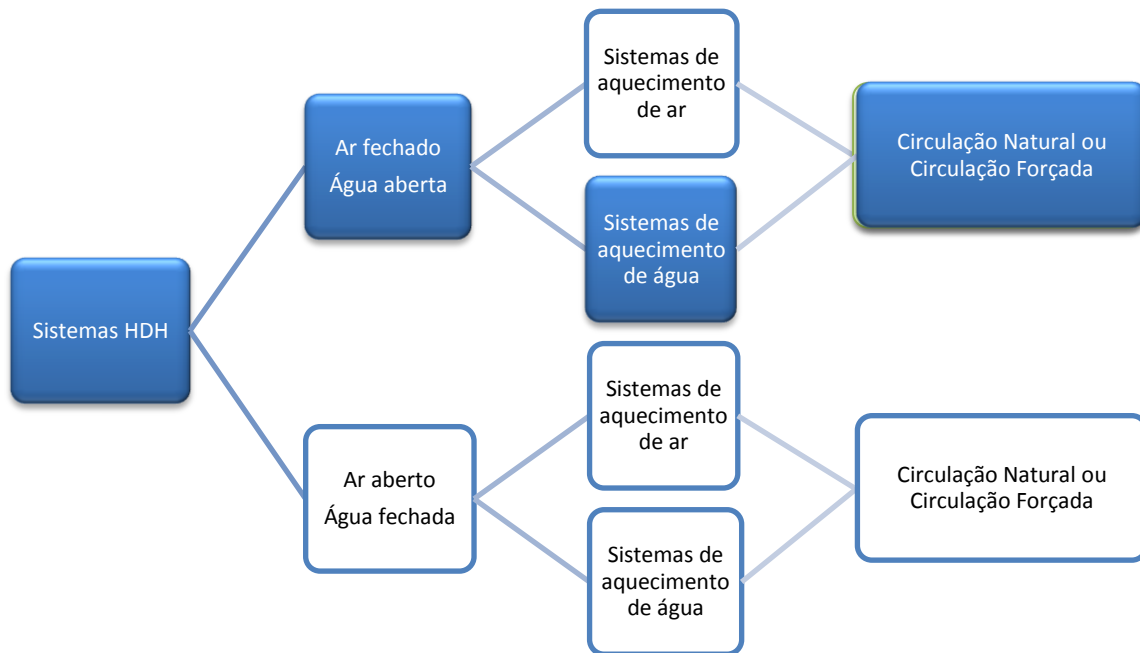 Sistemas HDH
Ar fechado
Água aberta
Sistemas de
aquecimento
de ar
Sistemas de
aquecimento
de água
Circulação Natural ou
Circulação Forçada
Ar aberto
Água fechada
Sistemas de
aquecimento
de ar
Sistemas de
aquecimento
de água
Circulação Natural ou
Circulação Forçada